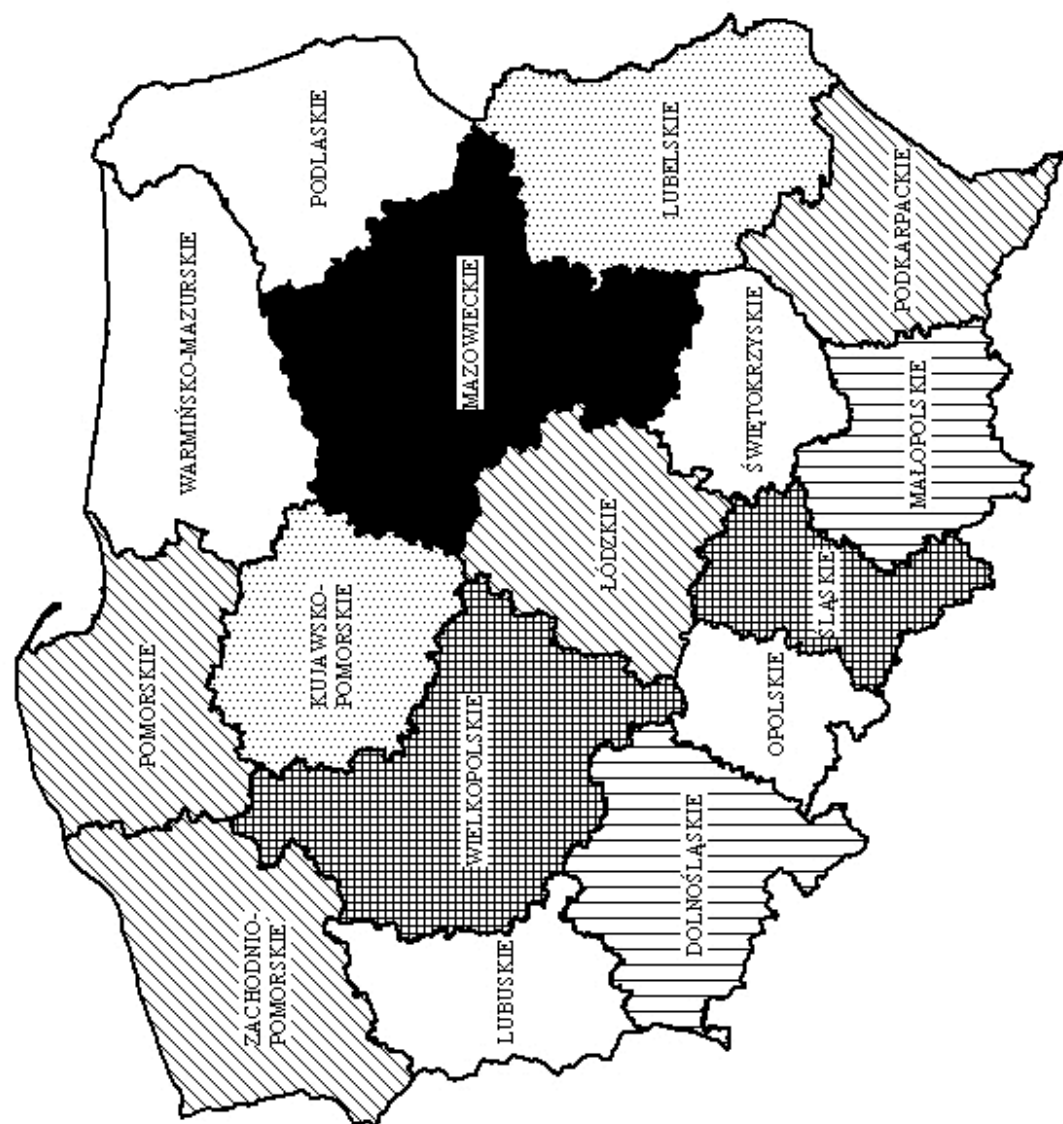 PODLASKIE
WARMIŃSKO-MAZURSKIE
POMORSKIE
ZACHODNIO-
POMORSKIE
KUJAWSKO-
POMORSKIE
MAZOWIECKIE
LUBELSKIE
WIELKOPOLSKIE
LUBUSKIE
ŁÓDZKIE
ŚWIĘTOKRZYSKIE
PODKARPACKIE
MAŁOPOLSKIE
ŚLĄSKIE
OPOLSKIE
DOLNOŚLĄSKIE